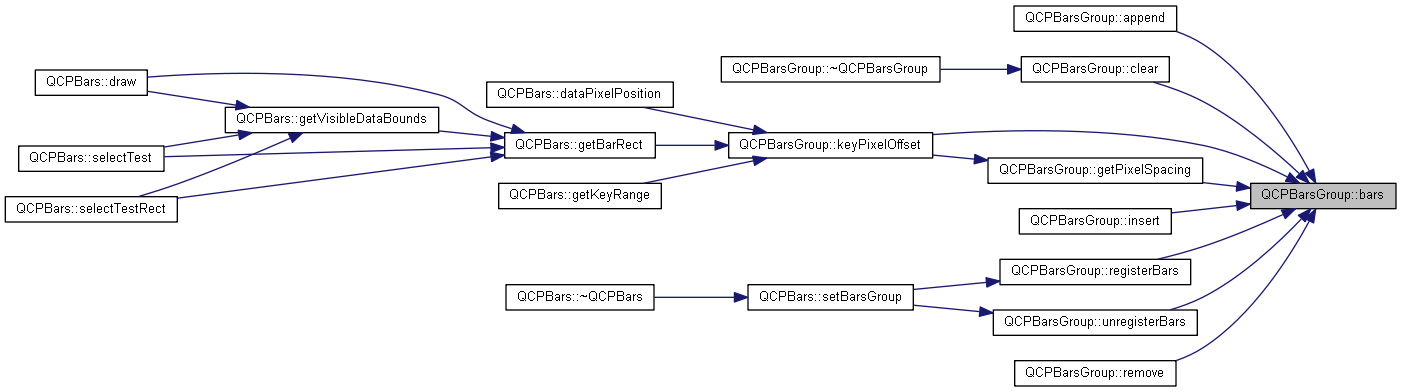 QCPBarsGroup::append
QCPBarsGroup::~QCPBarsGroup
QCPBarsGroup::clear
QCPBars::draw
QCPBars::dataPixelPosition
QCPBars::getVisibleDataBounds
QCPBars::getBarRect
QCPBarsGroup::keyPixelOffset
QCPBars::selectTest
QCPBarsGroup::getPixelSpacing
QCPBars::getKeyRange
QCPBarsGroup::bars
QCPBars::selectTestRect
QCPBarsGroup::insert
QCPBarsGroup::registerBars
QCPBars::~QCPBars
QCPBars::setBarsGroup
QCPBarsGroup::unregisterBars
QCPBarsGroup::remove